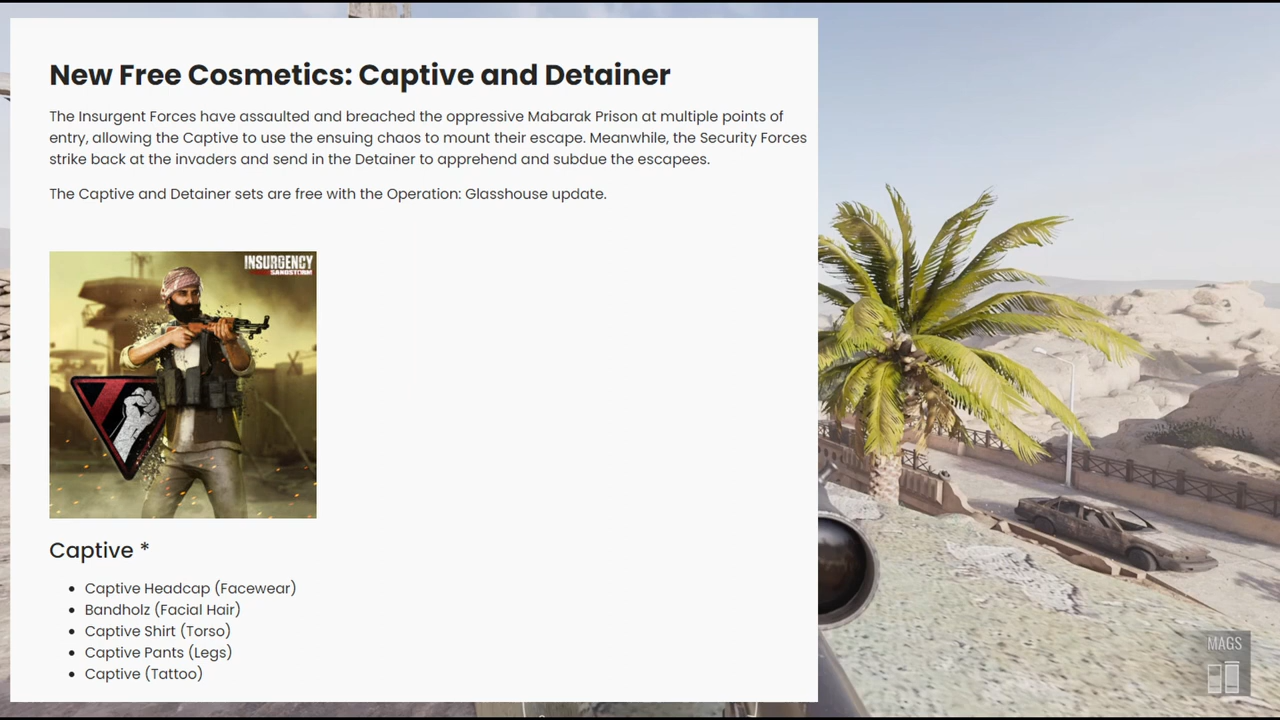 New Free Cosmetics: Captive and Detainer
The Insurgent Forces have assaulted and breached the oppressive Mabarak Prison at multiple points of
entry, allowing the Captive to use the ensuing chaos to mount their escape. Meanwhile, the Security Forces
strike back at the invaders and send in the Detainer to apprehend and subdue the escapees.
The Captive and Detainer sets are free with the Operation: Glasshouse update.
INSURGENCY
SANDSTORM
Captive *
• Captive Headcap (Facewear)
• Bandholz (Facial Hair)
• Captive Shirt (Torso)
• Captive Pants (Legs)
• Captive (Tattoo)
MAGS